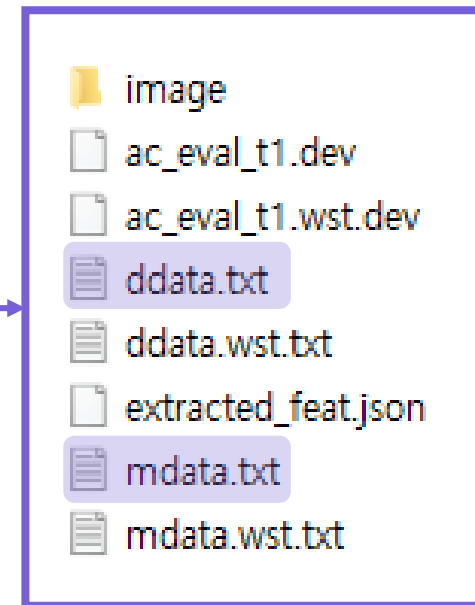 image
ac_eval_t1.dev
ac_eval_t1.wst.dev
ddata.txt
ddata.wst.txt
extracted_feat.json
mdata.txt
mdata.wst.txt